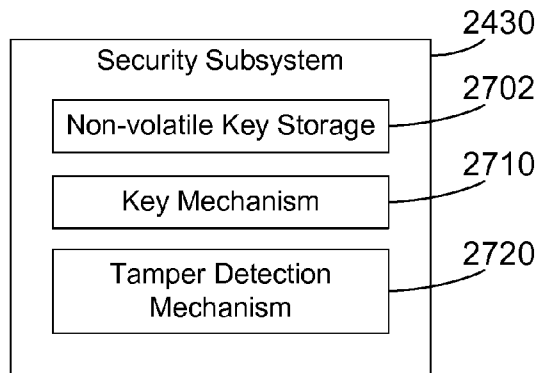 2430
Security Subsystem
2702
Non-volatile Key Storage
2710
Key Mechanism
2720
Tamper Detection
Mechanism